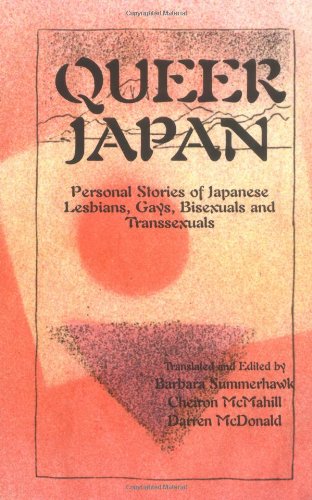 QUEER
JAPAN
Personal Stories of Japanese
Lesbians, Gays, Bisexuals and
Transsexuals
Translated and Edited by
Barbara Summerhawk
Cheiron McMahill
Darren McDonald